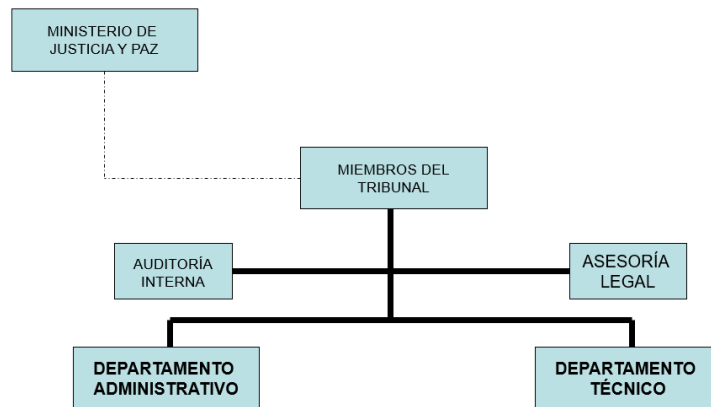 MINISTERIO DE
JUSTICIA Y PAZ
MIEMBROS DEL
TRIBUNAL
AUDITORÍA
INTERNA
ASESORÍA
LEGAL
DEPARTAMENTO
ADMINISTRATIVO
DEPARTAMENTO
TÉCNICO